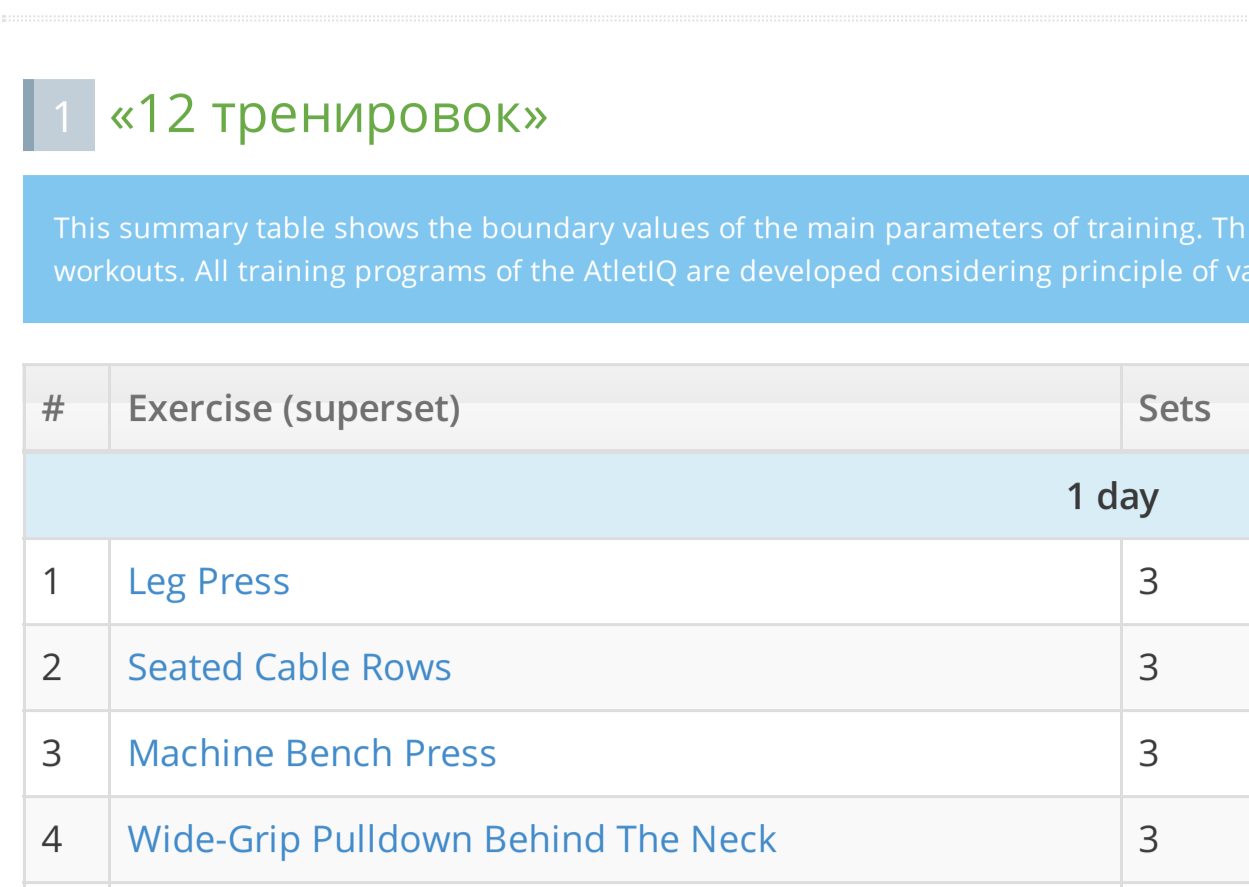 1 «12 тренировок»
This summary table shows the boundary values of the main parameters of training.
workouts. All training programs of the AtletIQ are developed considering principle of
# Exercise (superset) Sets
1 day
1 Leg Press 3
2 Seated Cable Rows 3
3 Machine Bench Press 3
4 Wide-Grip Pulldown Behind The Neck 3